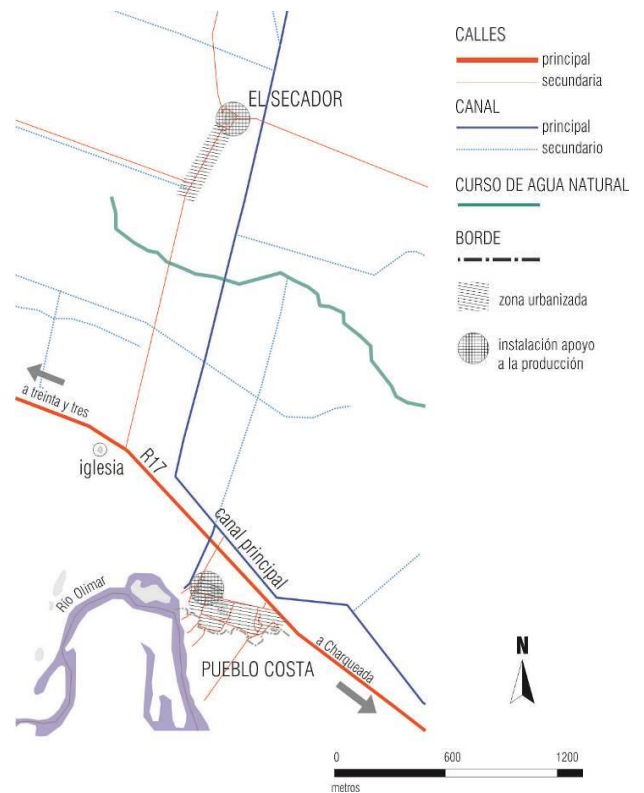 EL SECADOR
a treinta y tres
iglesia
R17
canal principal
Río Olimar
PUEBLO COSTA
a Charqueada
CALLES
principal
secundaria
CANAL
principal
secundario
CURSO DE AGUA NATURAL
BORDE
zona urbanizada
instalación apoyo
a la producción
N
0 600 1200
metros